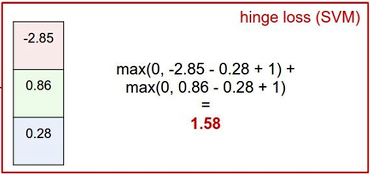 hinge loss (SVM)
-2.85
0.86
0.28
max(0, -2.85 - 0.28 + 1) +
max(0, 0.86 - 0.28 + 1)
=
1.58